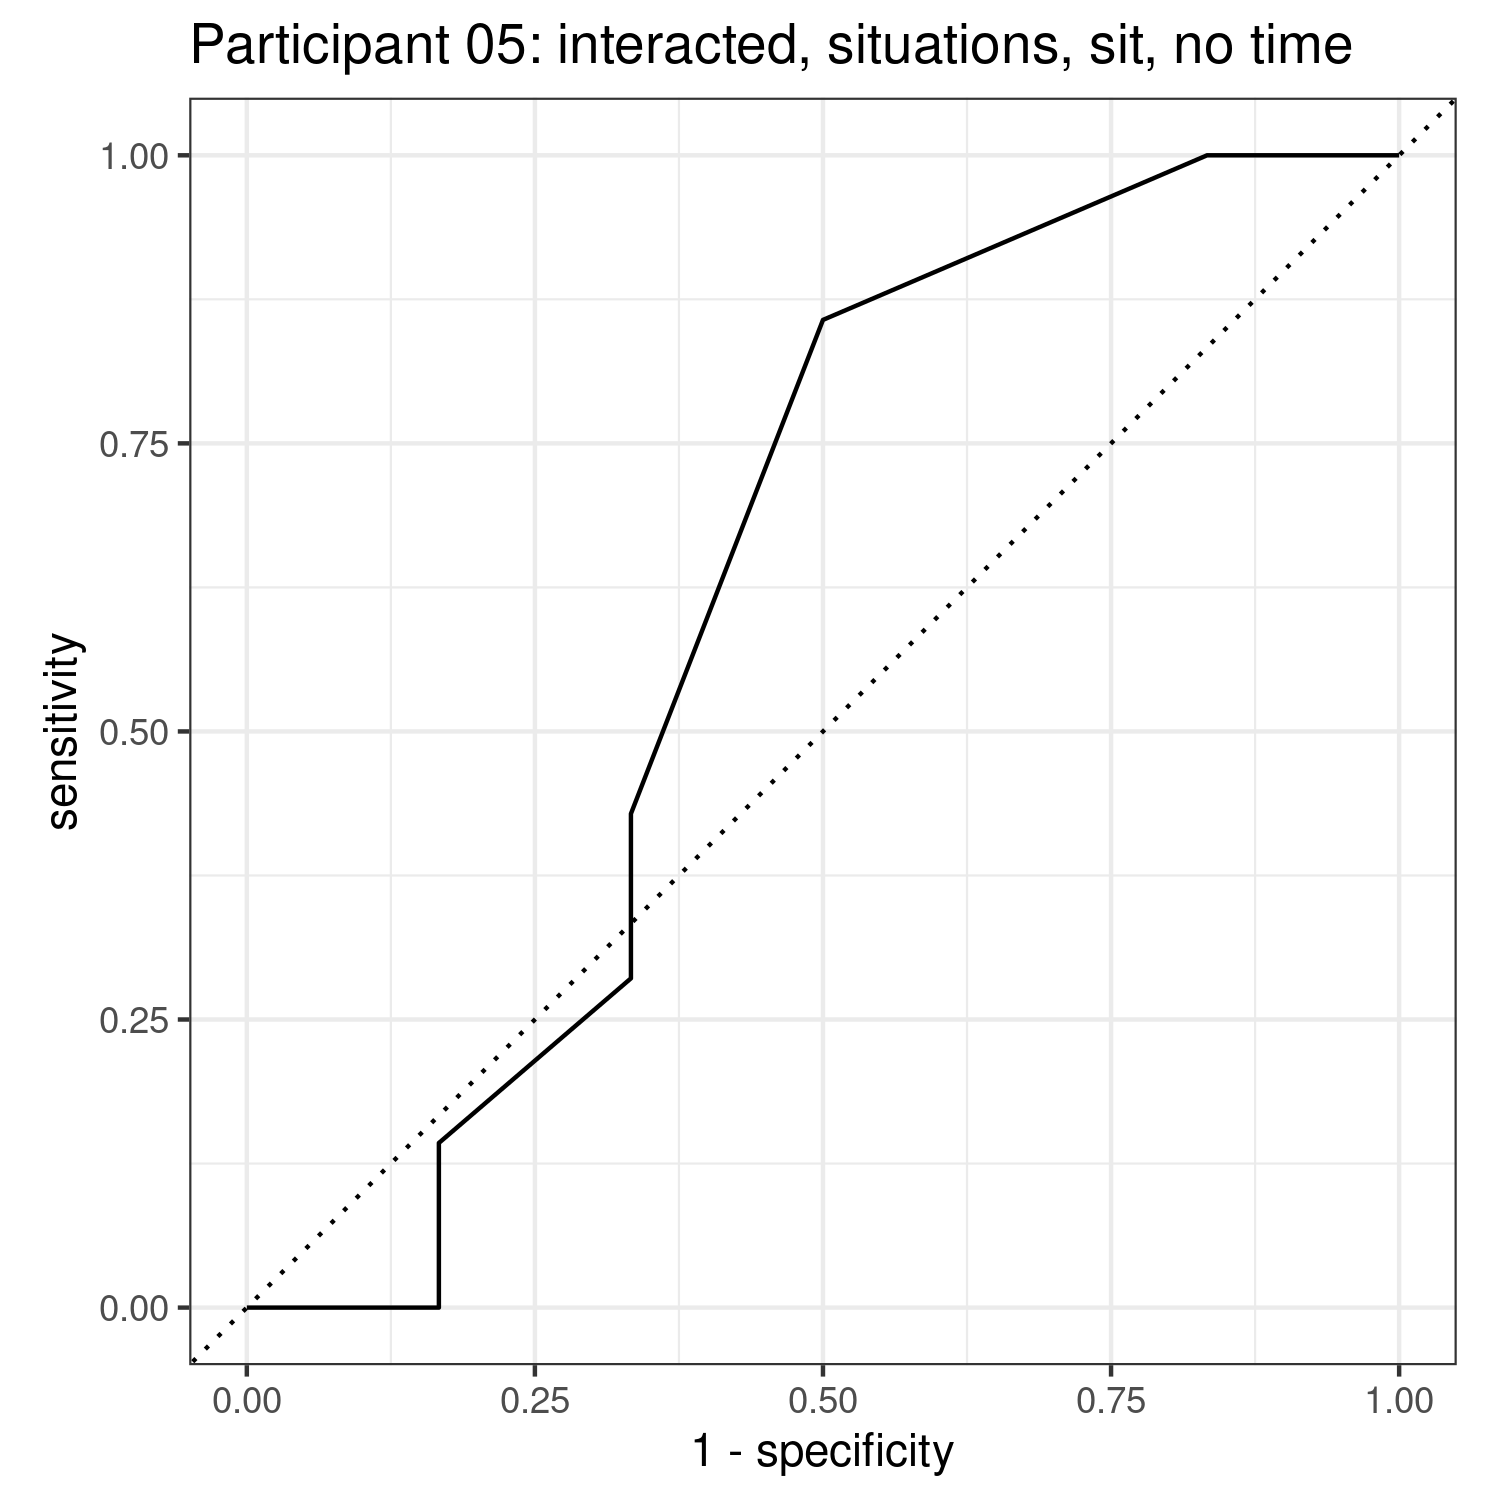 Participant 05: interacted, situations, sit, no time
1.00
0.75
0.50
0.25
0.00
sensitivity
0.00 0.25 0.50 0.75 1.00
1 - specificity